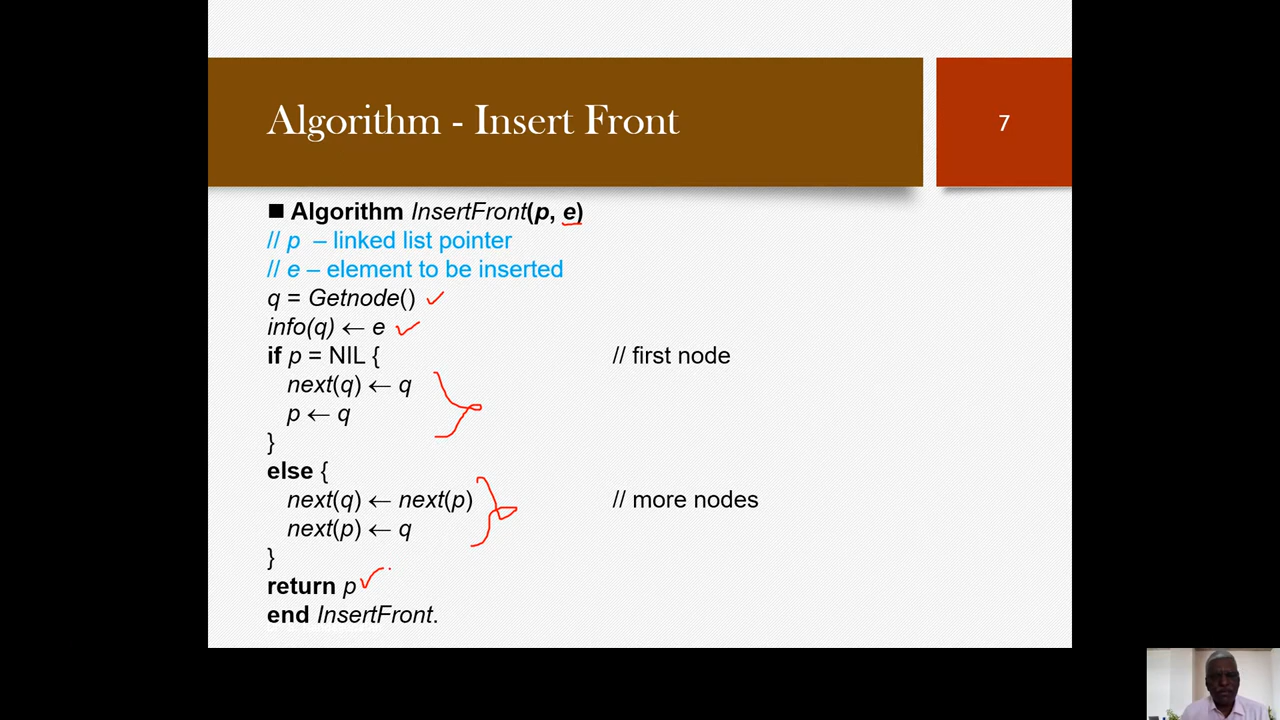 Algorithm - Insert Front
7
■ Algorithm InsertFront(p, e)
// p – linked list pointer
// e – element to be inserted
q = Getnode()
info(q) ← e
if p = NIL { // first node
next(q) ← q
p ← q
}
else {
next(q) ← next(p) // more nodes
next(p) ← q
}
return p
end InsertFront.